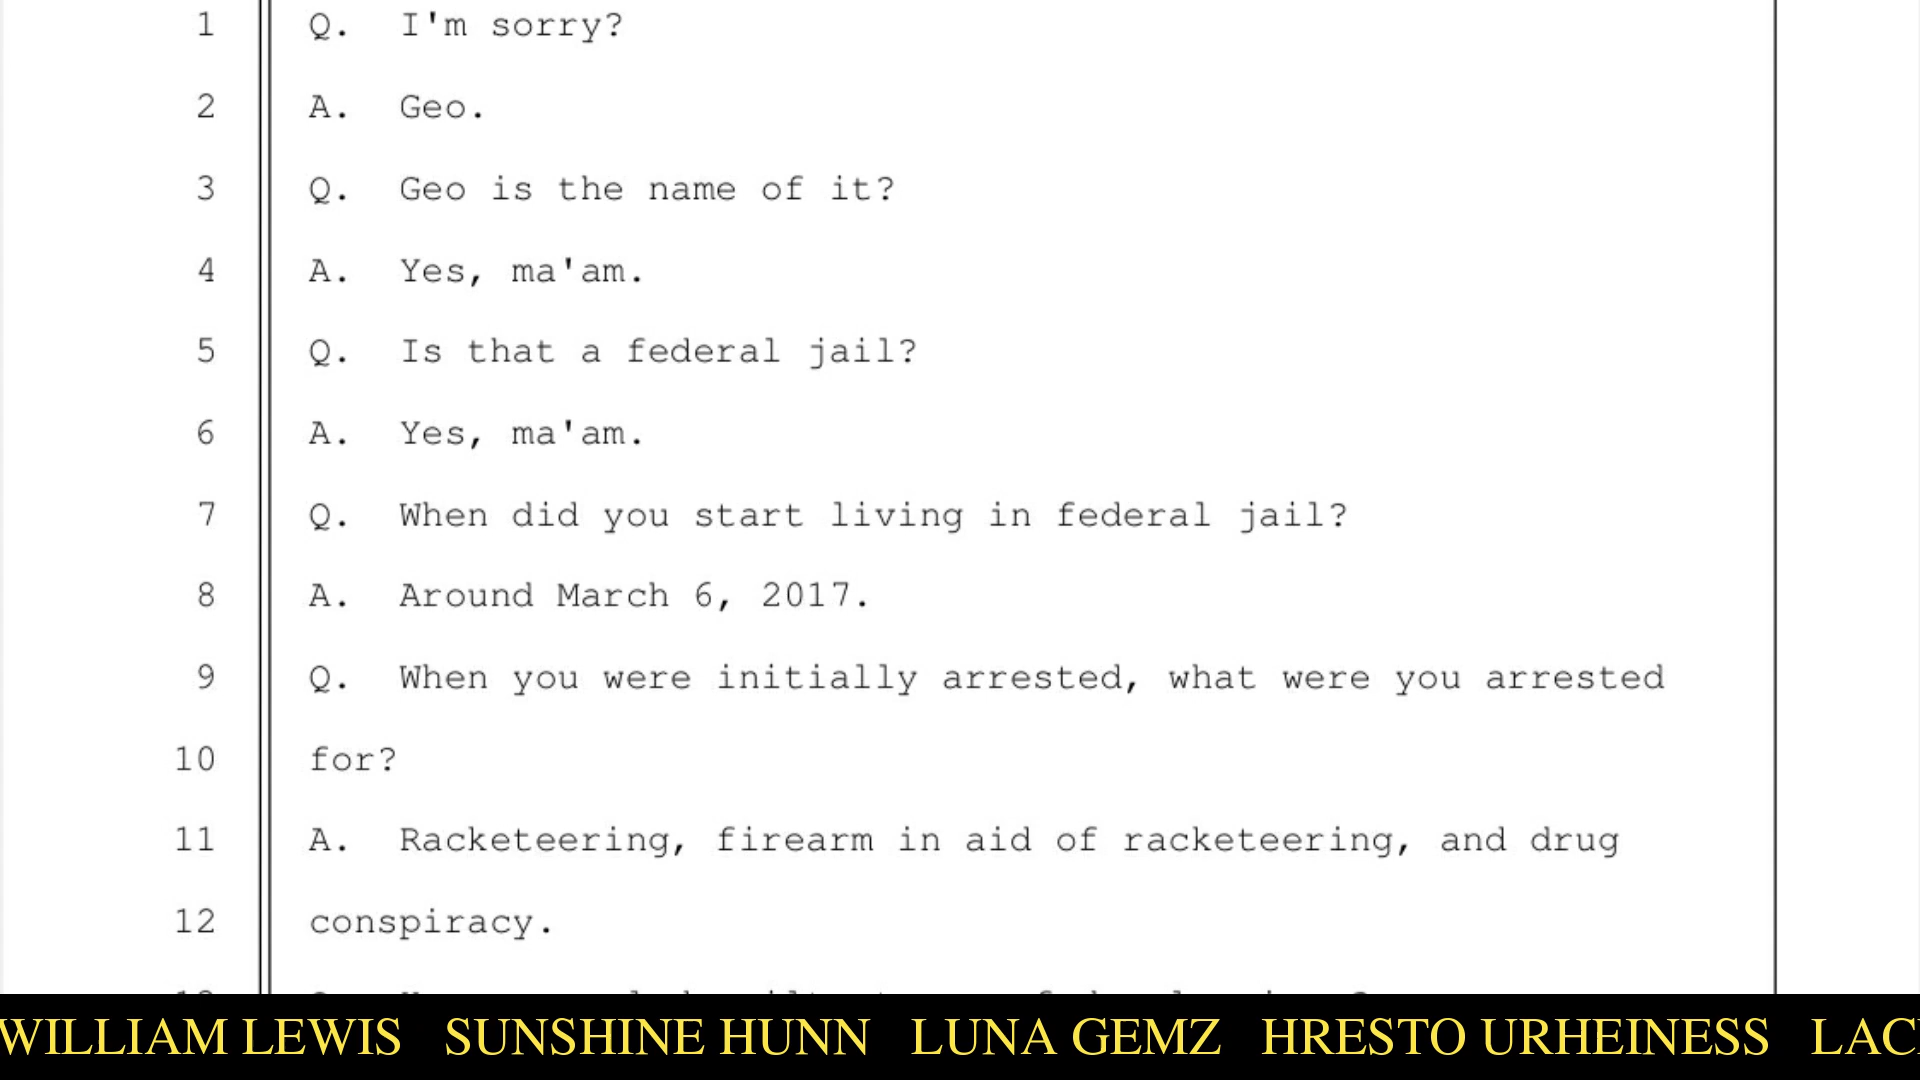 1 Q. I'm sorry?
2 A. Geo.
3 Q. Geo is the name of it?
4 A. Yes, ma'am.
5 Q. Is that a federal jail?
6 A. Yes, ma'am.
7 Q. When did you start living in federal jail?
8 A. Around March 6, 2017.
9 Q. When you were initially arrested, what were you arrested
10 for?
11 A. Racketeering, firearm in aid of racketeering, and drug
12 conspiracy.
WILLIAM LEWIS SUNSHINE HUNN LUNA GEMZ HRESTO URHEINESS